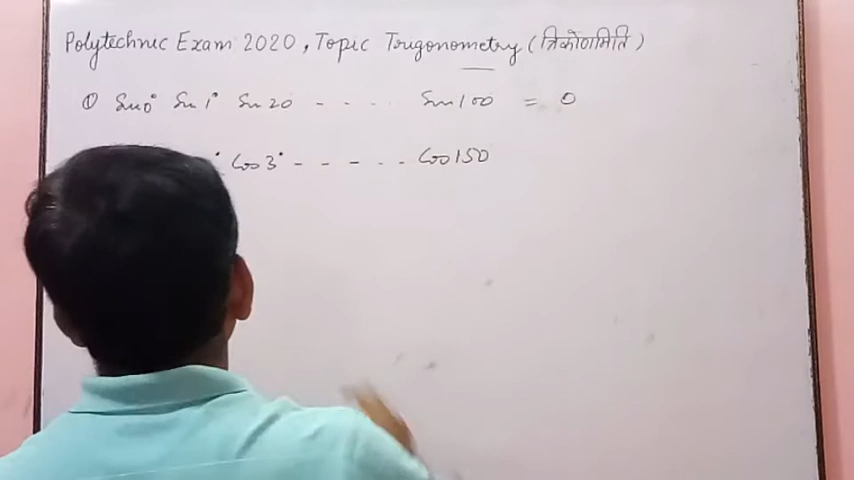 Polytechnic Exam 2020, Topic Trigonometry (त्रिकोणमिति)
① Sin0° Sin1° Sin20 - - - - Sin100 = 0
° Cos3° - - - - - Cos150